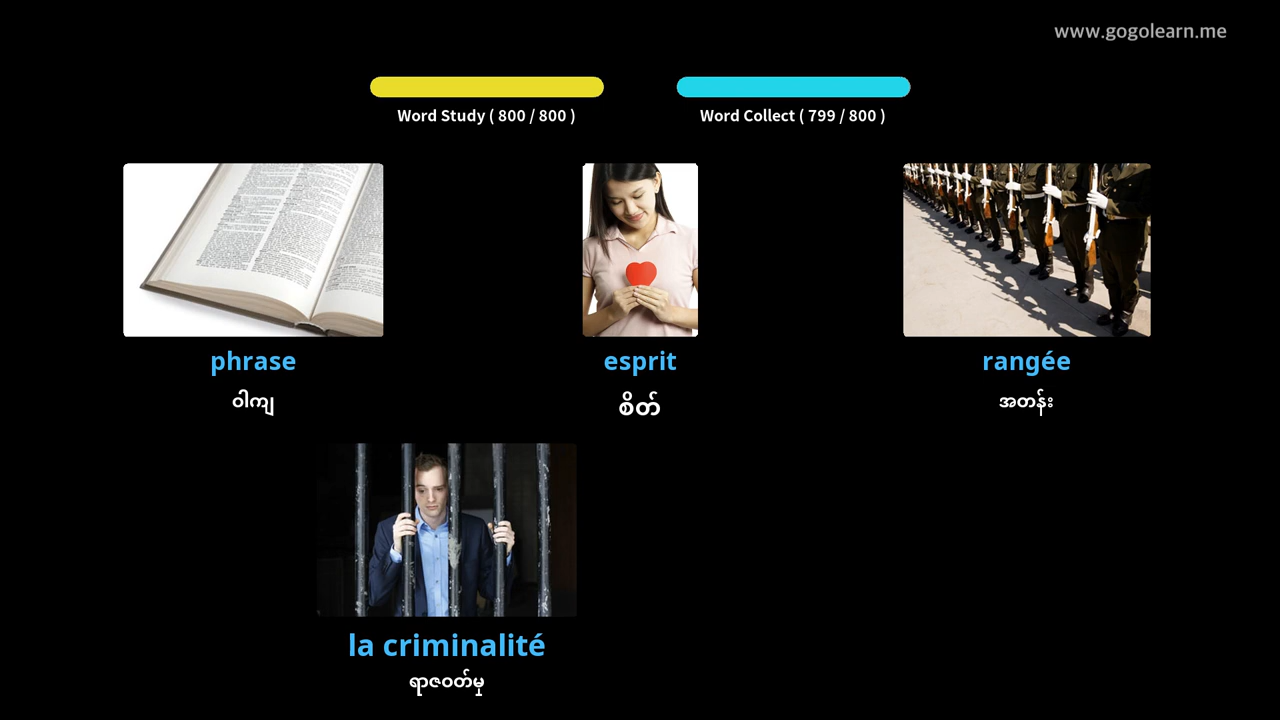 www.gogolearn.me
Word Study ( 800 / 800 )
Word Collect ( 799 / 800 )
phrase
esprit
rangée
ဝါကျ
စိတ်
အတန်း
la criminalité
ရာဇဝတ်မှ